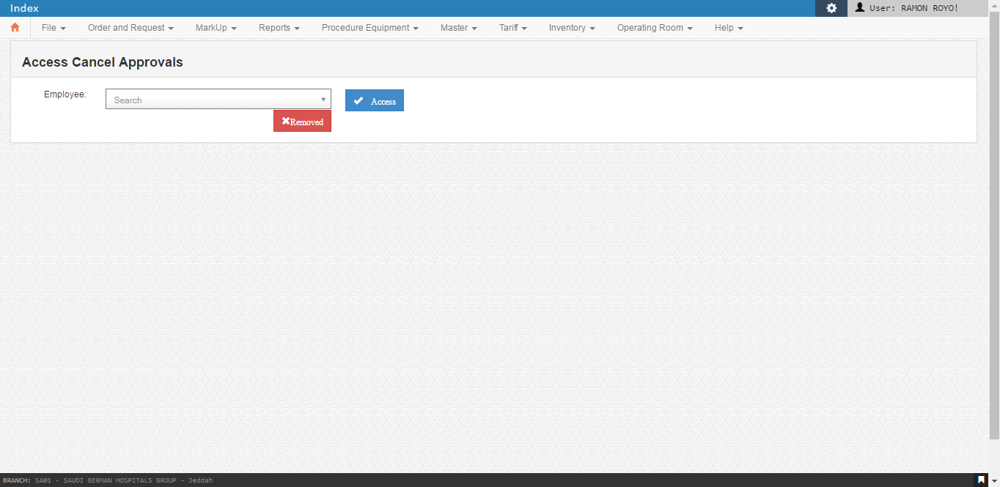 Index
User: RAMON ROYO!
File Order and Request MarkUp Reports Procedure Equipment Master Tariff Inventory Operating Room Help
Access Cancel Approvals
Employee: Search Access
Removed
BRANCH: SA01 - SAUDI GERMAN HOSPITALS GROUP - Jeddah